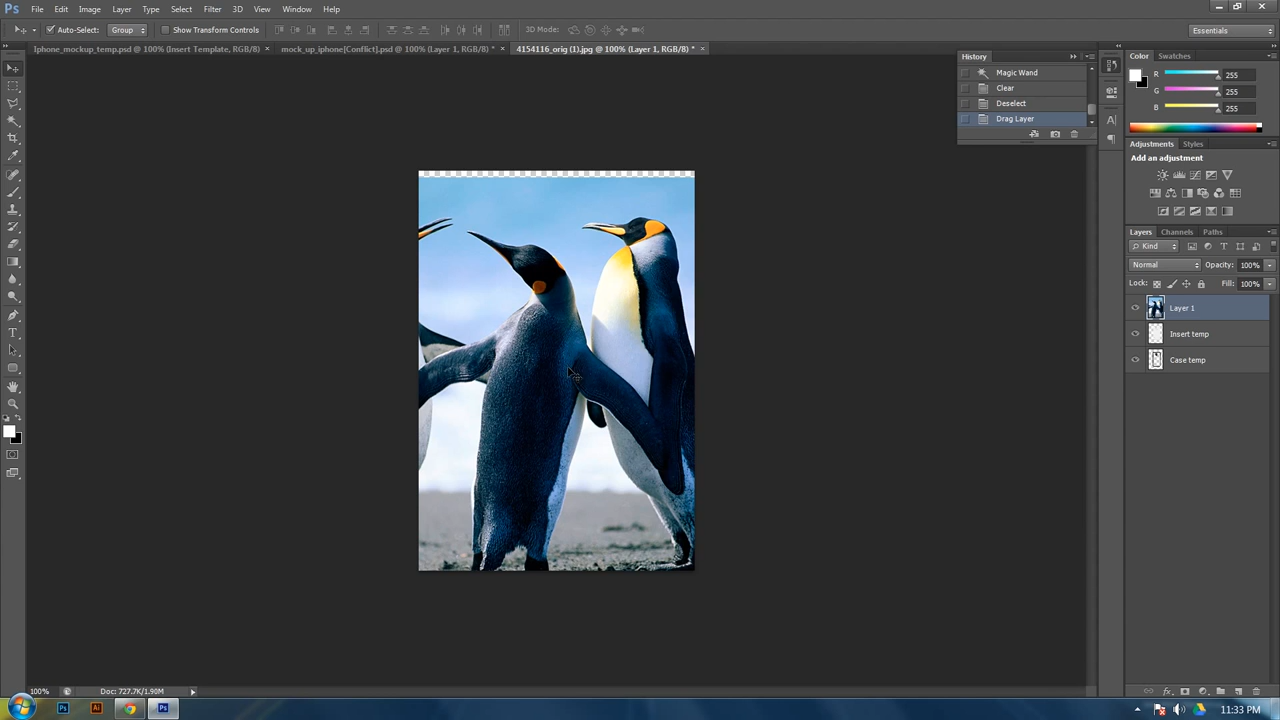 Ps File Edit Image Layer Type Select Filter 3D View Window Help
Auto-Select: Group Show Transform Controls 3D Mode: Essentials
Iphone_mockup_temp.psd @ 100% (Insert Template, RGB/8) × mock_up_iphone[Conflict].psd @ 100% (Layer 1, RGB/8) * × 4154116_orig (1).jpg @ 100% (Layer 1, RGB/8) * ×
History
Magic Wand
Clear
Deselect
Drag Layer
Color Swatches
R 255
G 255
B 255
Adjustments Styles
Add an adjustment
Layers Channels Paths
Kind
Normal Opacity: 100%
Lock: Fill: 100%
Layer 1
Insert temp
Case temp
100% Doc: 727.7K/1.90M
Ps Ai Ps 11:33 PM